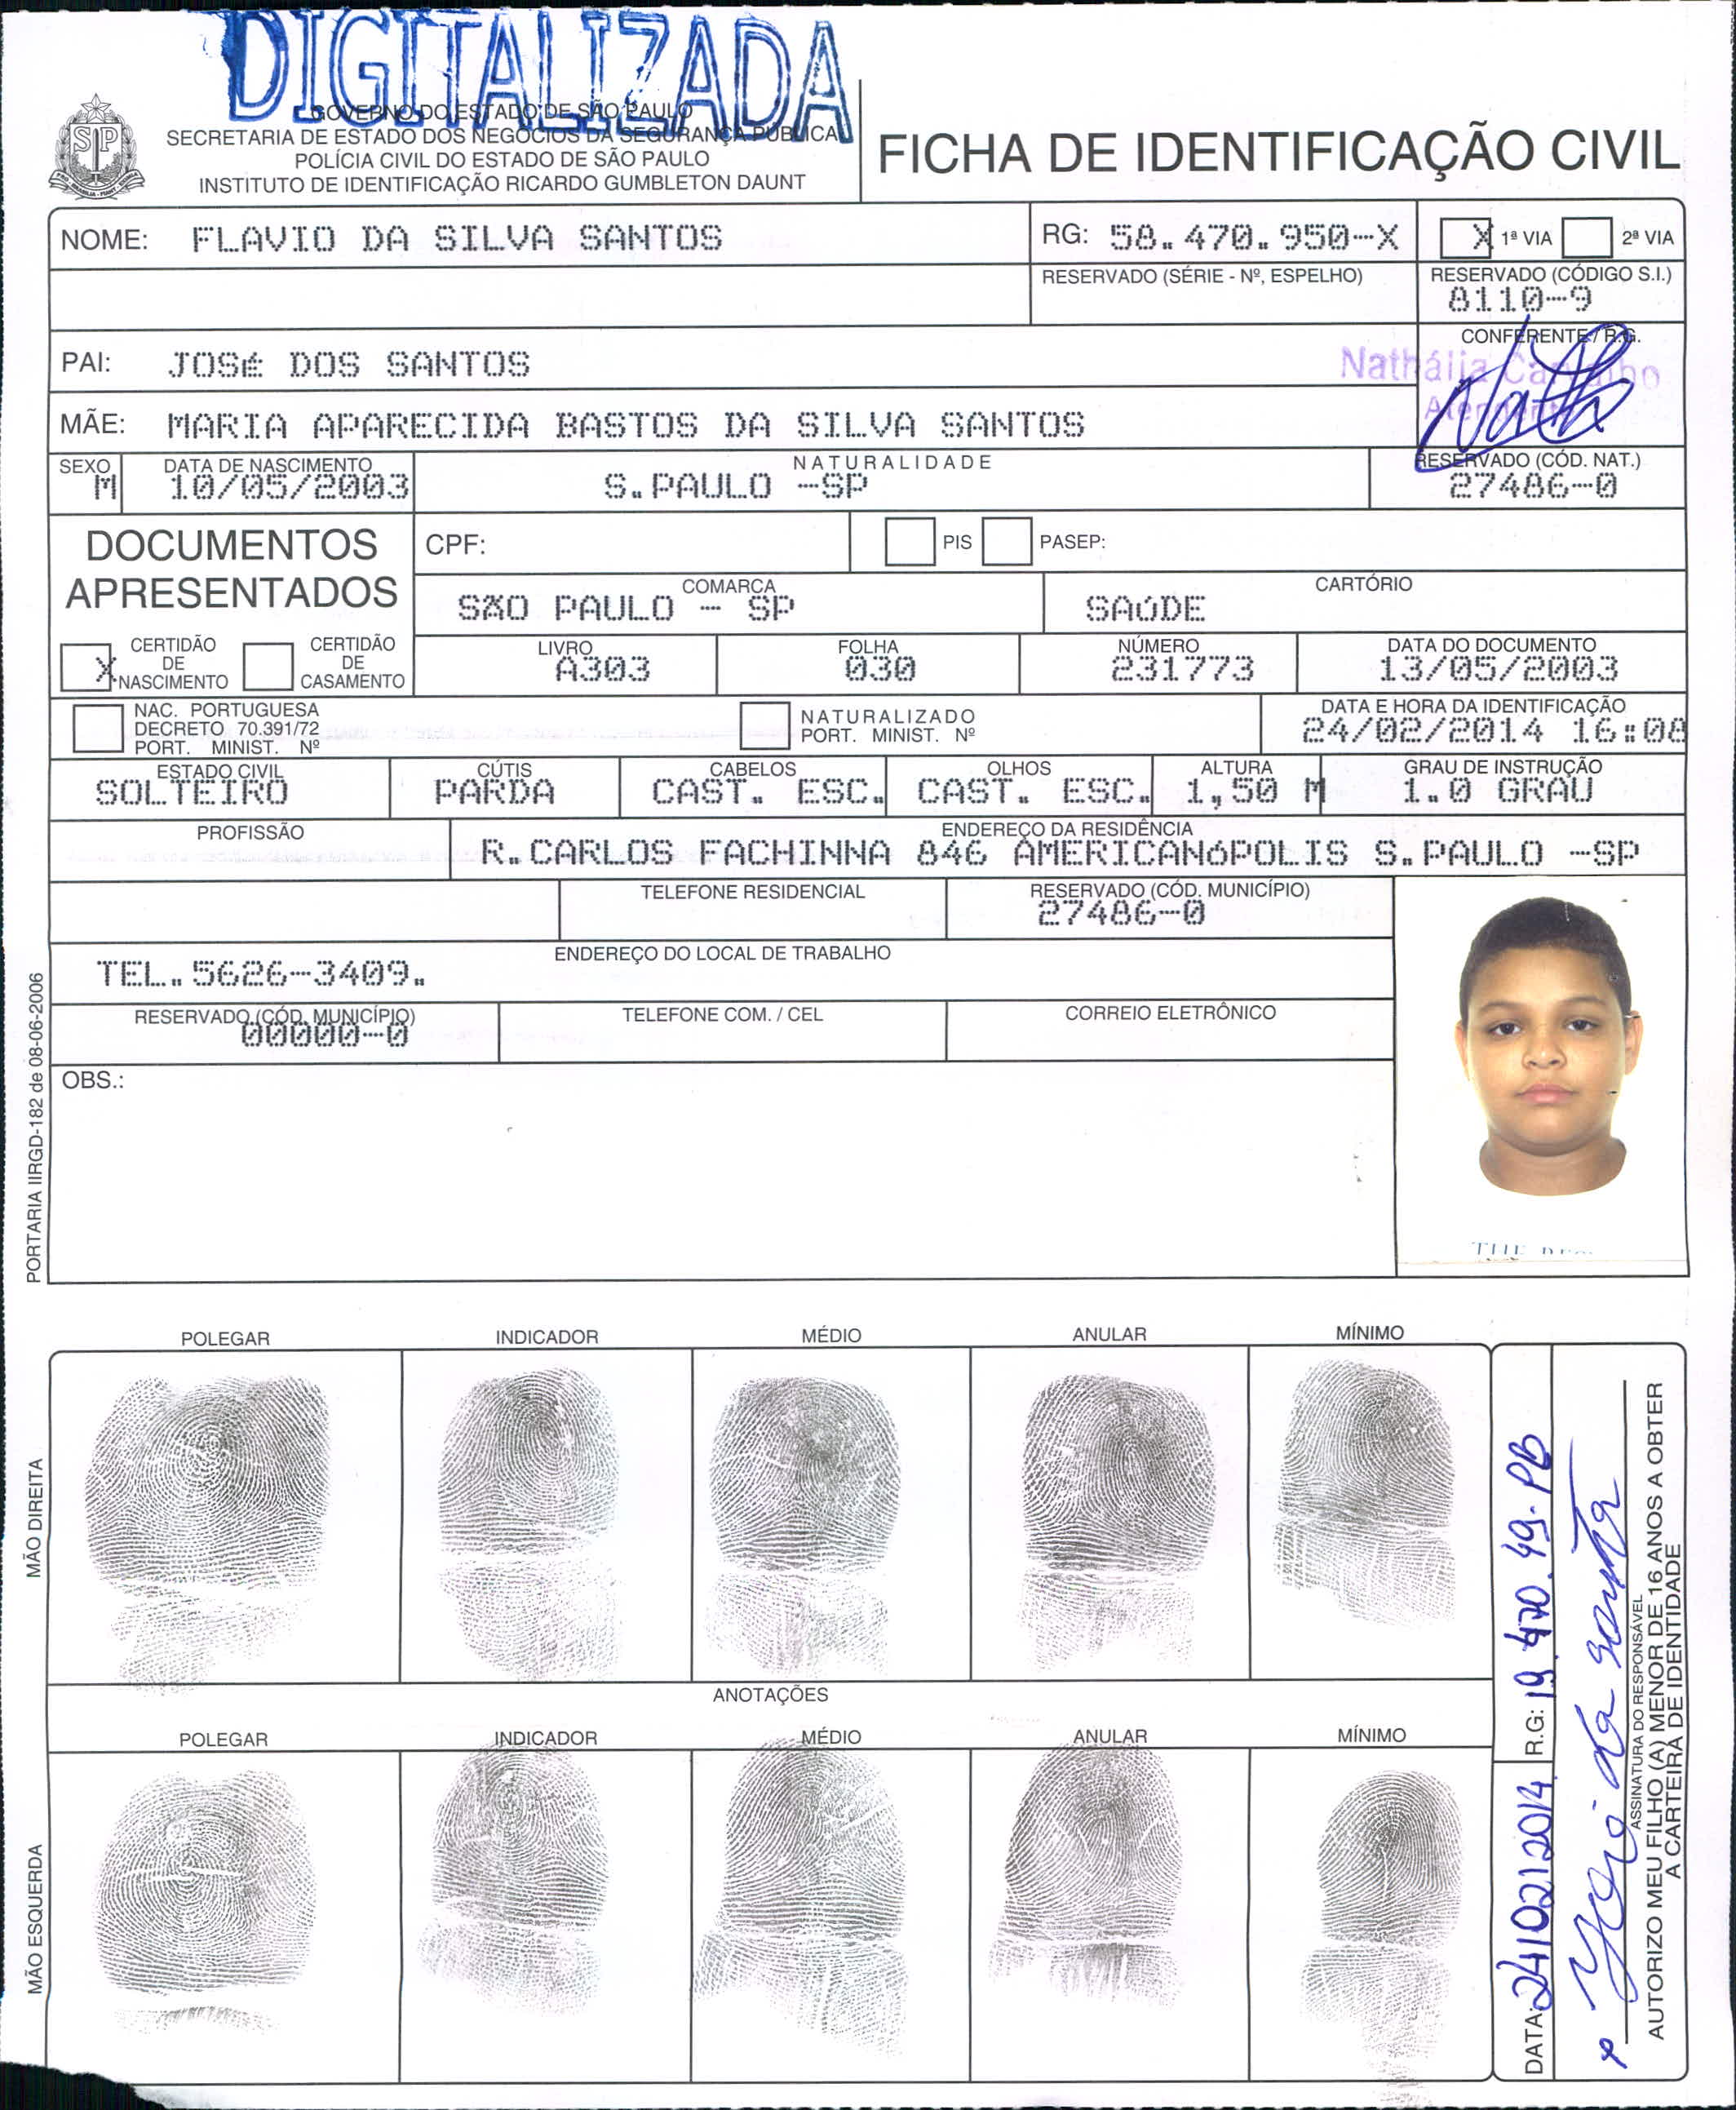 DIGITALIZADA
GOVERNO DO ESTADO DE SÃO PAULO
SECRETARIA DE ESTADO DOS NEGÓCIOS DA SEGURANÇA PÚBLICA
POLÍCIA CIVIL DO ESTADO DE SÃO PAULO
INSTITUTO DE IDENTIFICAÇÃO RICARDO GUMBLETON DAUNT
FICHA DE IDENTIFICAÇÃO CIVIL
NOME: FLAVIO DA SILVA SANTOS
RG: 58.470.950-X
X 1ª VIA 2ª VIA
RESERVADO (SÉRIE - Nº, ESPELHO)
RESERVADO (CÓDIGO S.I.)
8110-9
PAI: JOSé DOS SANTOS
CONFERENTE / R.G.
Nathália Carvalho
Atendente
MÃE: MARIA APARECIDA BASTOS DA SILVA SANTOS
SEXO
M
DATA DE NASCIMENTO
10/05/2003
NATURALIDADE
S.PAULO -SP
RESERVADO (CÓD. NAT.)
27486-0
DOCUMENTOS
APRESENTADOS
CPF:
PIS PASEP:
COMARCA
SãO PAULO - SP
CARTÓRIO
SAúDE
X CERTIDÃO
DE
NASCIMENTO
CERTIDÃO
DE
CASAMENTO
LIVRO
A303
FOLHA
030
NÚMERO
231773
DATA DO DOCUMENTO
13/05/2003
NAC. PORTUGUESA
DECRETO 70.391/72
PORT. MINIST. Nº
NATURALIZADO
PORT. MINIST. Nº
DATA E HORA DA IDENTIFICAÇÃO
24/02/2014 16:08
ESTADO CIVIL
SOLTEIRO
CÚTIS
PARDA
CABELOS
CAST. ESC.
OLHOS
CAST. ESC.
ALTURA
1,50 M
GRAU DE INSTRUÇÃO
1.0 GRAU
PROFISSÃO
ENDEREÇO DA RESIDÊNCIA
R.CARLOS FACHINNA 846 AMERICANóPOLIS S.PAULO -SP
TELEFONE RESIDENCIAL
RESERVADO (CÓD. MUNICÍPIO)
27486-0
ENDEREÇO DO LOCAL DE TRABALHO
TEL.5626-3409.
RESERVADO (CÓD. MUNICÍPIO)
00000-0
TELEFONE COM. / CEL
CORREIO ELETRÔNICO
OBS.:
PORTARIA IIRGD-182 de 08-06-2006
POLEGAR INDICADOR MÉDIO ANULAR MÍNIMO
MÃO DIREITA
ANOTAÇÕES
POLEGAR INDICADOR MÉDIO ANULAR MÍNIMO
MÃO ESQUERDA
DATA: 24/02/2014 R.G: 19 470.49-PB
ASSINATURA DO RESPONSÁVEL
AUTORIZO MEU FILHO (A) MENOR DE 16 ANOS A OBTER
A CARTEIRA DE IDENTIDADE